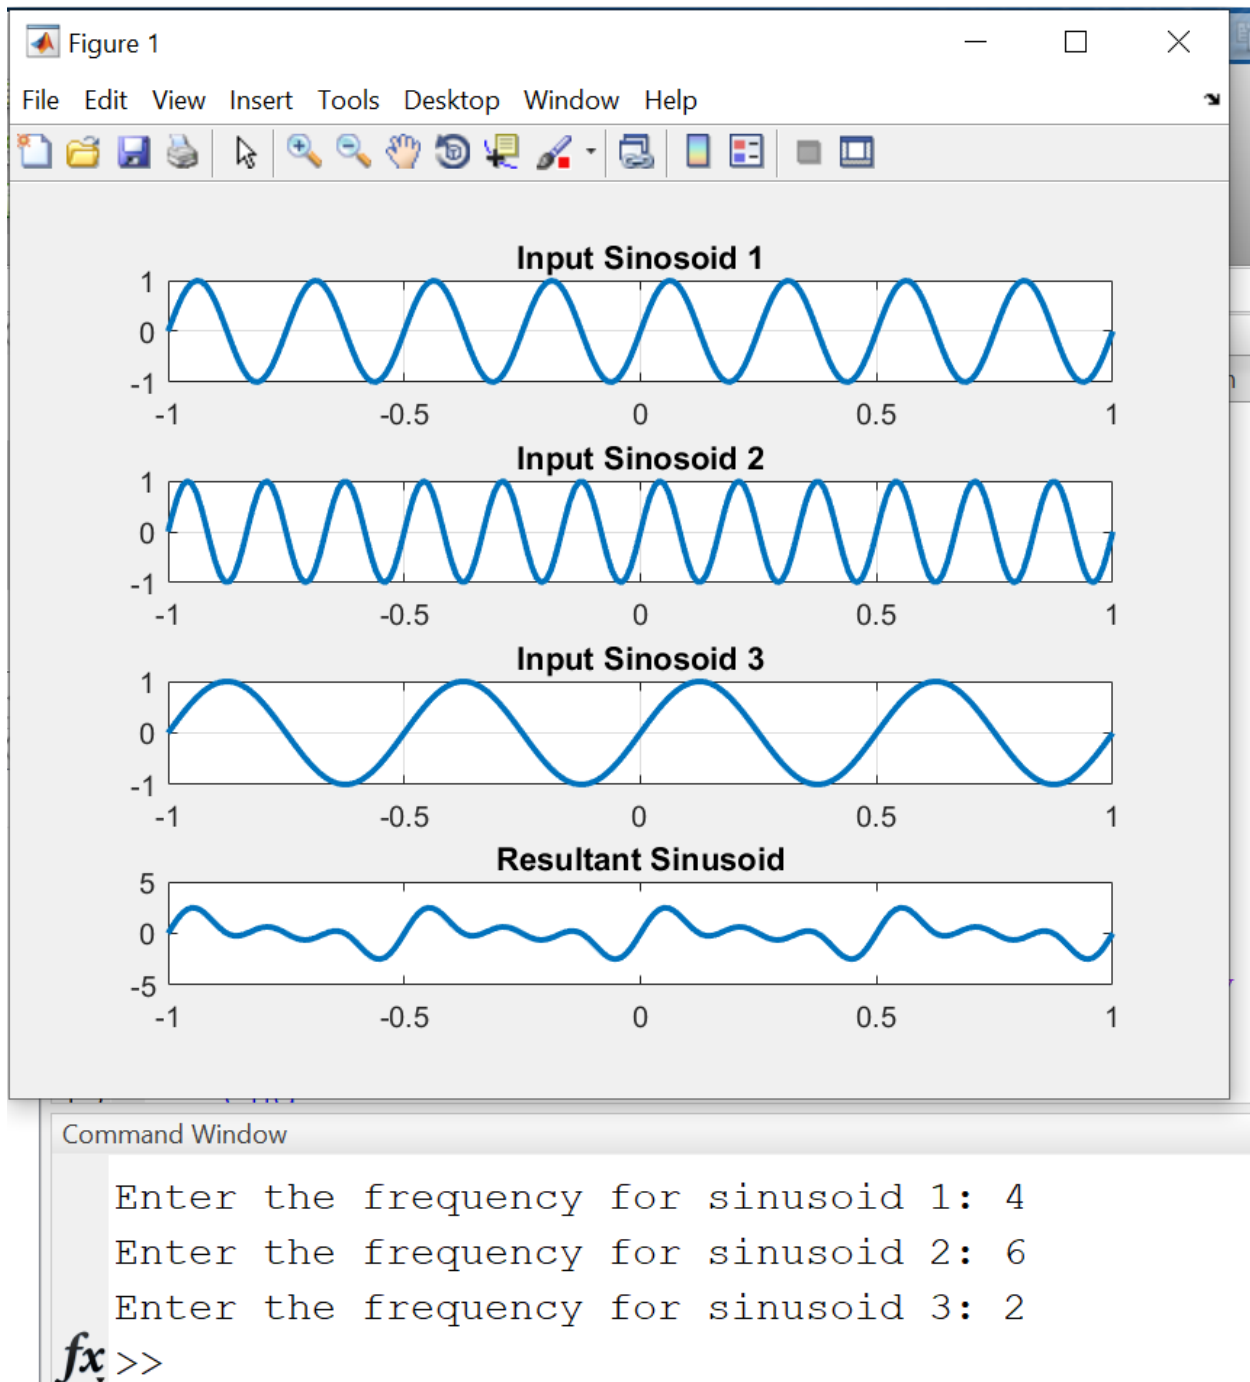 Figure 1
File Edit View Insert Tools Desktop Window Help
Input Sinosoid 1
1
0
-1
-1 -0.5 0 0.5 1
Input Sinosoid 2
1
0
-1
-1 -0.5 0 0.5 1
Input Sinosoid 3
1
0
-1
-1 -0.5 0 0.5 1
Resultant Sinusoid
5
0
-5
-1 -0.5 0 0.5 1
Command Window
Enter the frequency for sinusoid 1: 4
Enter the frequency for sinusoid 2: 6
Enter the frequency for sinusoid 3: 2
fx >>